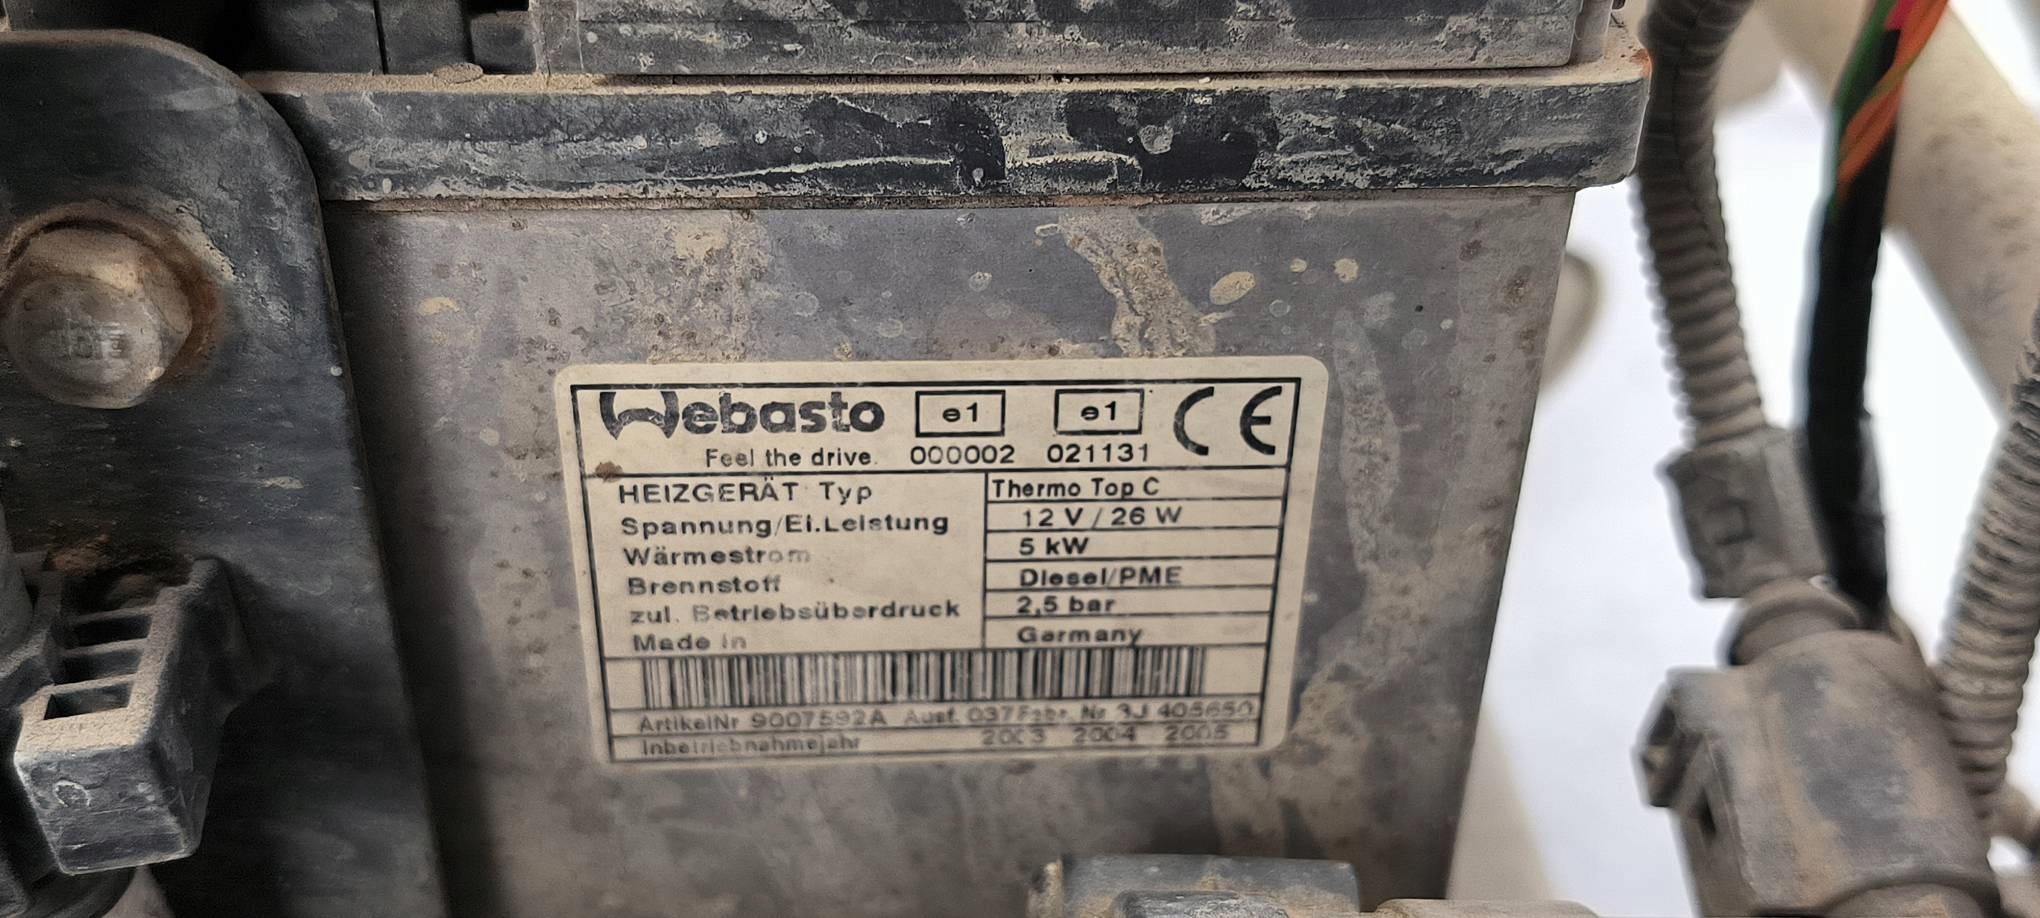 Webasto e1 e1 CE
Feel the drive. 000002 021131
HEIZGERÄT Typ Thermo Top C
Spannung/El.Leistung 12 V / 26 W
Wärmestrom 5 kW
Brennstoff Diesel/PME
zul. Betriebsüberdruck 2,5 bar
Made in Germany
ArtikelNr 9007592A Ausf. 037 Fabr. Nr 3J 405650
Inbetriebnahmejahr 2003 2004 2005